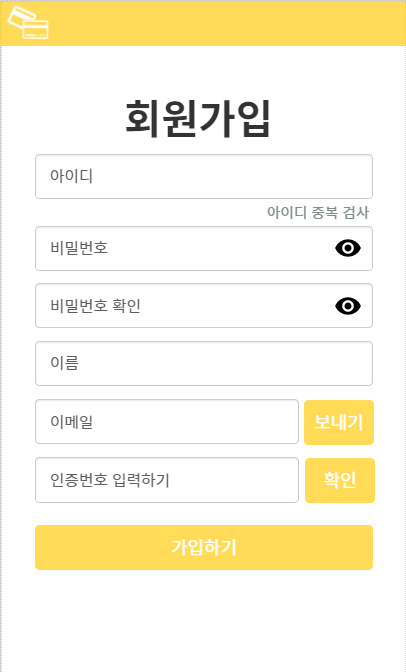 회원가입
아이디
아이디 중복 검사
비밀번호
비밀번호 확인
이름
이메일
보내기
인증번호 입력하기
확인
가입하기